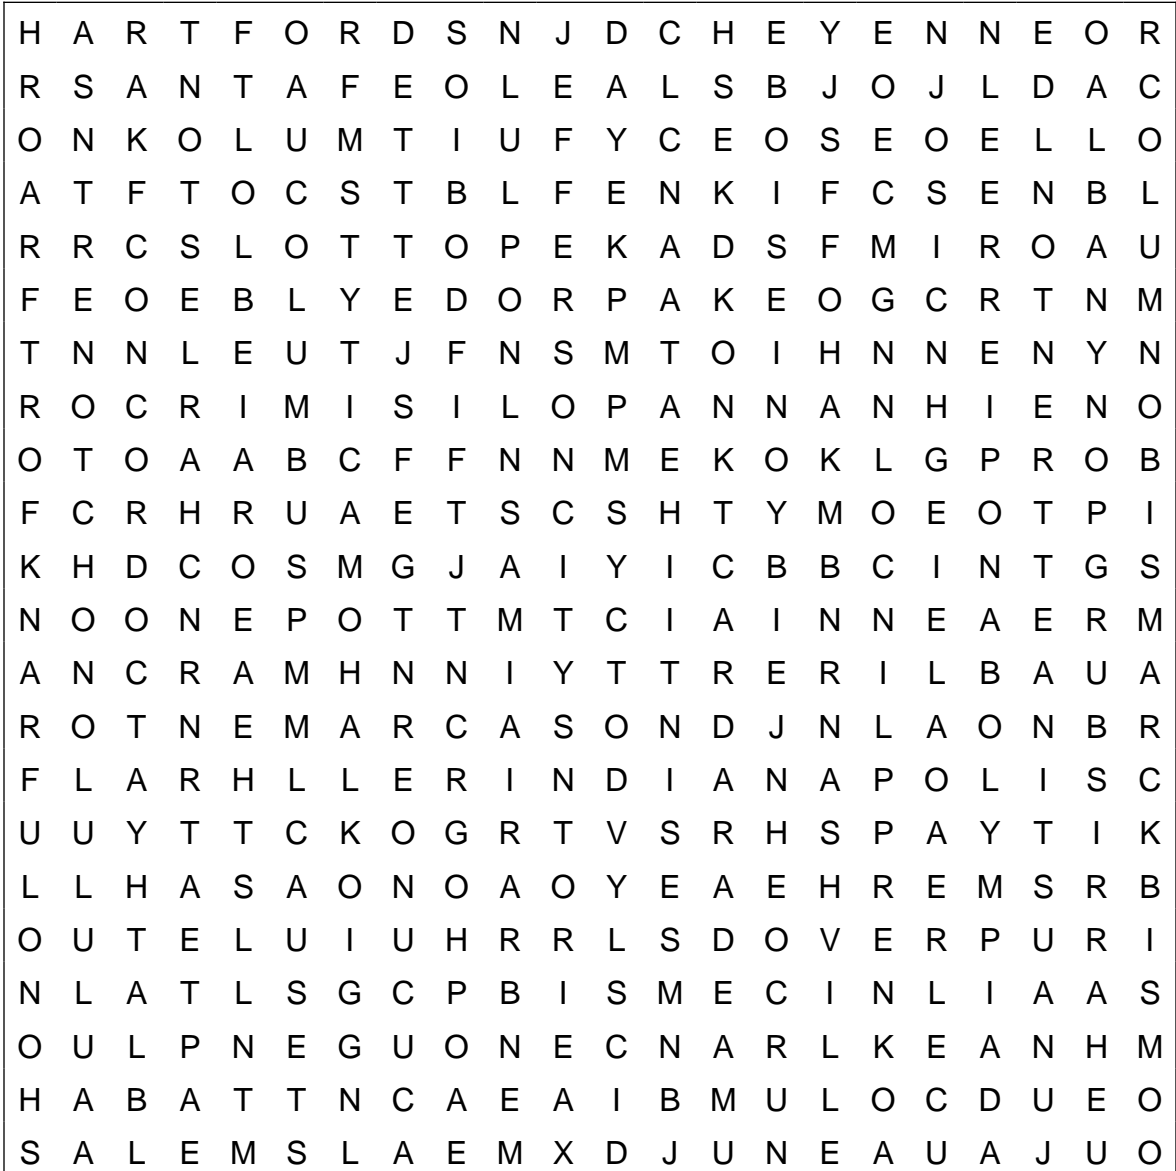 H A R T F O R D S N J D C H E Y E N N E O R
R S A N T A F E O L E A L S B J O J L D A C
O N K O L U M T I U F Y C E O S E O E L L O
A T F T O C S T B L F E N K I F C S E N B L
R R C S L O T T O P E K A D S F M I R O A U
F E O E B L Y E D O R P A K E O G C R T N M
T N N L E U T J F N S M T O I H N N E N Y N
R O C R I M I S I L O P A N N A N H I E N O
O T O A A B C F F N N M E K O K L G P R O B
F C R H R U A E T S C S H T Y M O E O T P I
K H D C O S M G J A I Y I C B B C I N T G S
N O O N E P O T T M T C I A I N N E A E R M
A N C R A M H N N I Y T T R E R I L B A U A
R O T N E M A R C A S O N D J N L A O N B R
F L A R H L L E R I N D I A N A P O L I S C
U U Y T T C K O G R T V S R H S P A Y T I K
L L H A S A O N O A O Y E A E H R E M S R B
O U T E L U I U H R R L S D O V E R P U R I
N L A T L S G C P B I S M E C I N L I A A S
O U L P N E G U O N E C N A R L K E A N H M
H A B A T T N C A E A I B M U L O C D U E O
S A L E M S L A E M X D J U N E A U A J U O